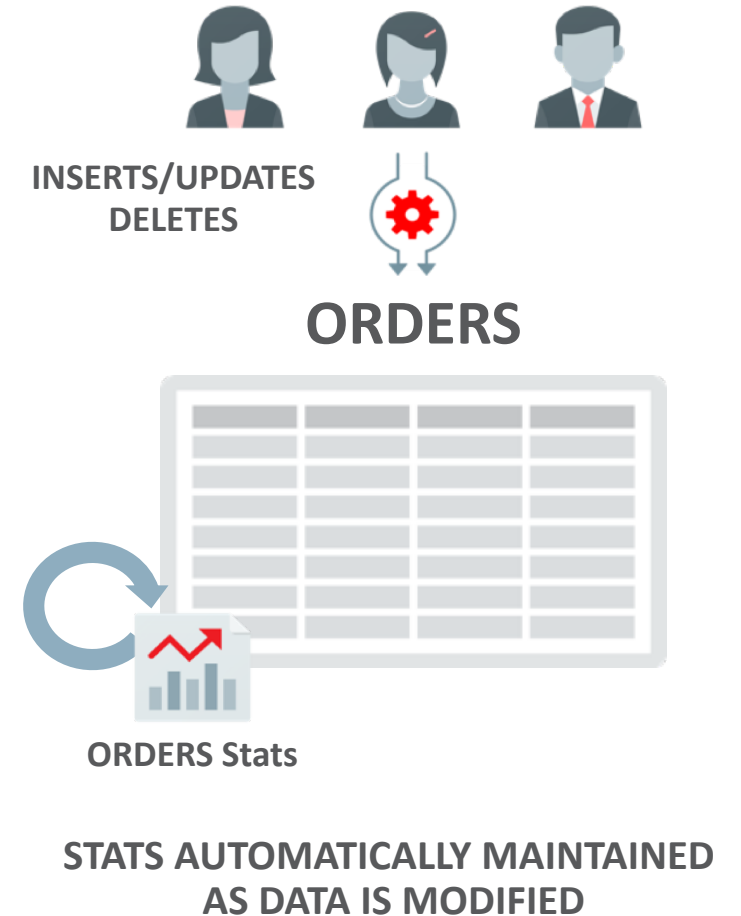 INSERTS/UPDATES
DELETES
ORDERS
ORDERS Stats
STATS AUTOMATICALLY MAINTAINED
AS DATA IS MODIFIED